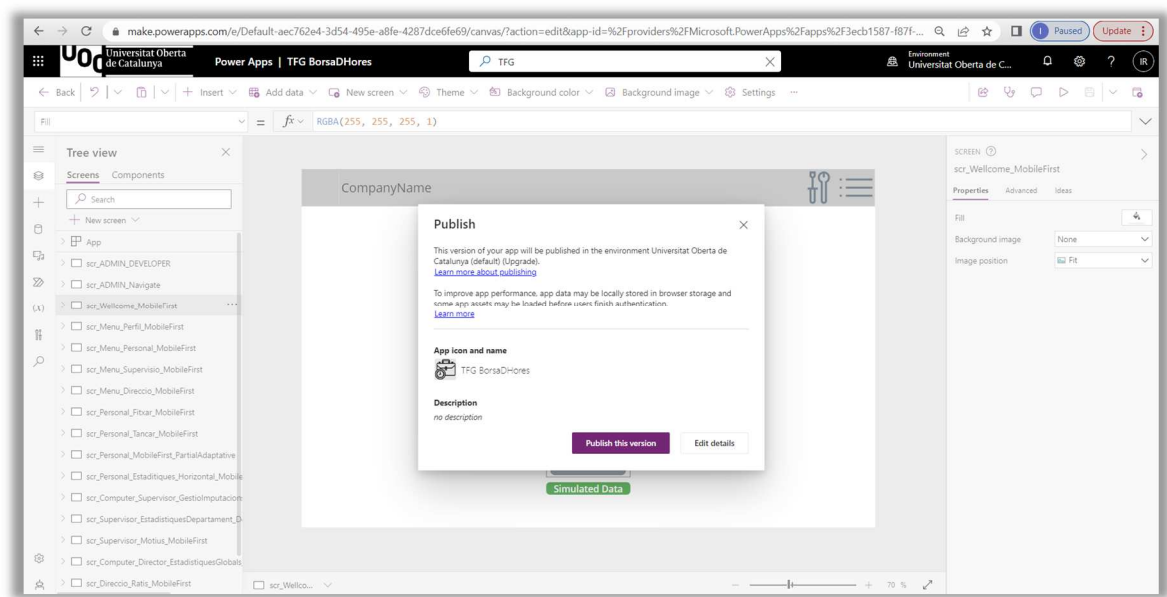 make.powerapps.com/e/Default-aec762e4-3d54-495e-a8fe-4287dce6fe69/canvas/?action=edit&app-id=%2Fproviders%2FMicrosoft.PowerApps%2Fapps%2F3ecb1587-f87f-...
I Paused
Update
UOC Universitat Oberta
de Catalunya
Power Apps | TFG BorsaDHores
TFG
Environment
Universitat Oberta de C...
?
IR
Back
Insert
Add data
New screen
Theme
Background color
Background image
Settings
...
Fill
= fx RGBA(255, 255, 255, 1)
Tree view
Screens Components
Search
New screen
App
scr_ADMIN_DEVELOPER
scr_ADMIN_Navigate
scr_Wellcome_MobileFirst ...
scr_Menu_Perfil_MobileFirst
scr_Menu_Personal_MobileFirst
scr_Menu_Supervisio_MobileFirst
scr_Menu_Direccio_MobileFirst
scr_Personal_Fitxar_MobileFirst
scr_Personal_Tancar_MobileFirst
scr_Personal_MobileFirst_PartialAdaptative
scr_Personal_Estaditiques_Horizontal_Mobile
scr_Computer_Supervisor_GestioImputacion
scr_Supervisor_EstadistiquesDepartament_D
scr_Supervisor_Motius_MobileFirst
scr_Computer_Director_EstadistiquesGlobals
scr_Direccio_Ratis_MobileFirst
CompanyName
Publish
This version of your app will be published in the environment Universitat Oberta de
Catalunya (default) (Upgrade).
Learn more about publishing
To improve app performance, app data may be locally stored in browser storage and
some app assets may be loaded before users finish authentication.
Learn more
App icon and name
TFG BorsaDHores
Description
no description
Publish this version
Edit details
Simulated Data
scr_Wellco...
70 %
SCREEN ?
scr_Wellcome_MobileFirst
Properties Advanced Ideas
Fill
Background image None
Image position Fit